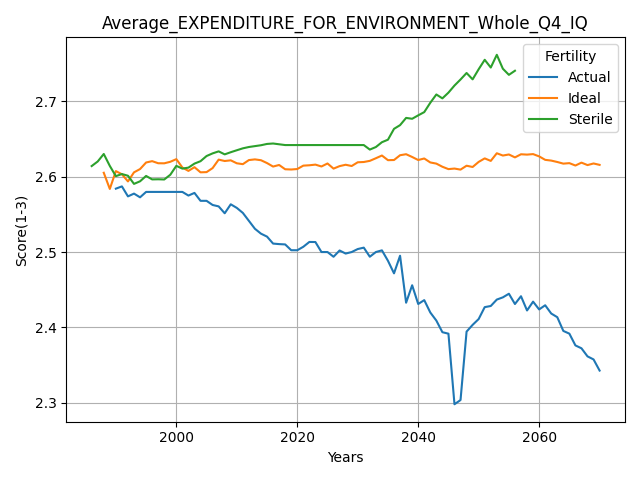 Average_EXPENDITURE_FOR_ENVIRONMENT_Whole_Q4_IQ
Fertility
Actual
Ideal
Sterile
Score(1-3)
2.7
2.6
2.5
2.4
2.3
2000
2020
2040
2060
Years